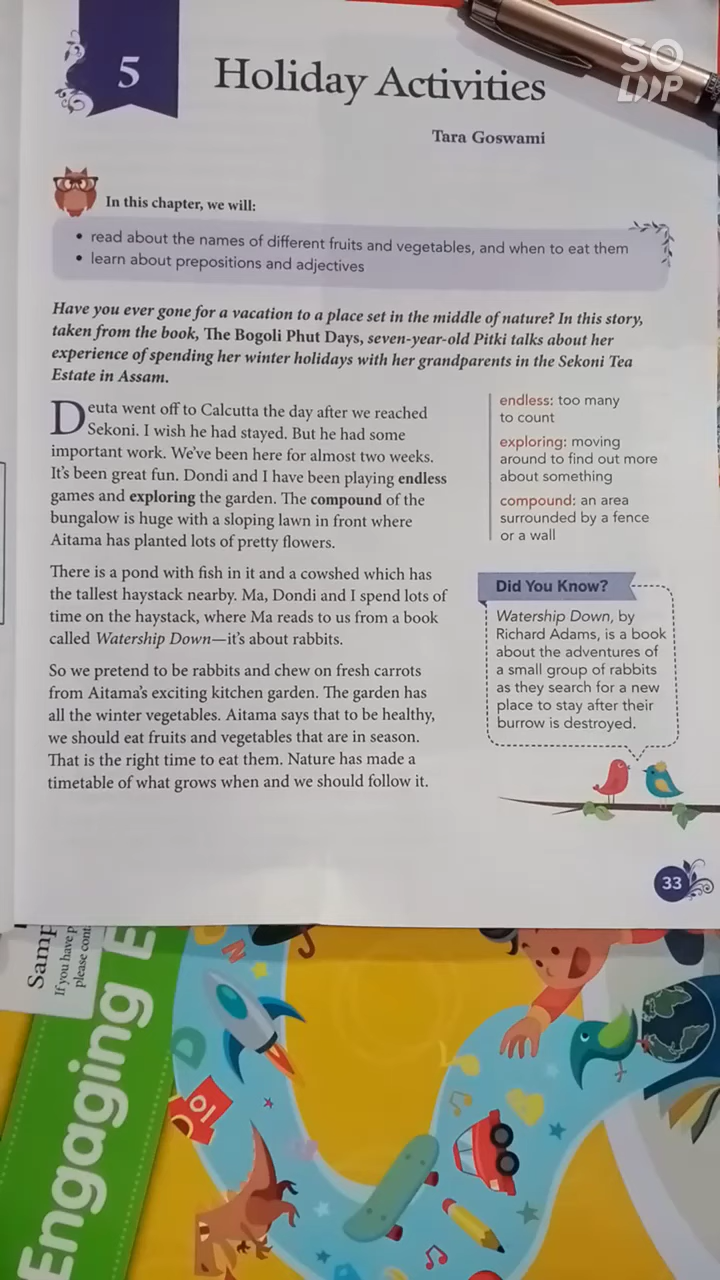 SO
LOOP
5
Holiday Activities
Tara Goswami
In this chapter, we will:
• read about the names of different fruits and vegetables, and when to eat them
• learn about prepositions and adjectives
Have you ever gone for a vacation to a place set in the middle of nature? In this story,
taken from the book, The Bogoli Phut Days, seven-year-old Pitki talks about her
experience of spending her winter holidays with her grandparents in the Sekoni Tea
Estate in Assam.
Deuta went off to Calcutta the day after we reached
Sekoni. I wish he had stayed. But he had some
important work. We've been here for almost two weeks.
It's been great fun. Dondi and I have been playing endless
games and exploring the garden. The compound of the
bungalow is huge with a sloping lawn in front where
Aitama has planted lots of pretty flowers.
There is a pond with fish in it and a cowshed which has
the tallest haystack nearby. Ma, Dondi and I spend lots of
time on the haystack, where Ma reads to us from a book
called Watership Down—it's about rabbits.
So we pretend to be rabbits and chew on fresh carrots
from Aitama's exciting kitchen garden. The garden has
all the winter vegetables. Aitama says that to be healthy,
we should eat fruits and vegetables that are in season.
That is the right time to eat them. Nature has made a
timetable of what grows when and we should follow it.
endless: too many
to count
exploring: moving
around to find out more
about something
compound: an area
surrounded by a fence
or a wall
Did You Know?
Watership Down, by
Richard Adams, is a book
about the adventures of
a small group of rabbits
as they search for a new
place to stay after their
burrow is destroyed.
33
Samp
If you have p
please cont
Engaging E
N
D
10